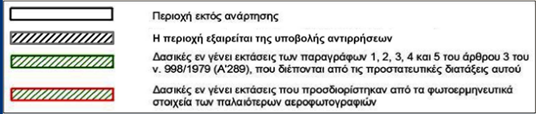 Περιοχή εκτός ανάρτησης
Η περιοχή εξαιρείται της υποβολής αντιρρήσεων
Δασικές εν γένει εκτάσεις των παραγράφων 1, 2, 3, 4 και 5 του άρθρου 3 του
ν. 998/1979 (Α'289), που διέπονται από τις προστατευτικές διατάξεις αυτού
Δασικές εν γένει εκτάσεις που προσδιορίστηκαν από τα φωτοερμηνευτικά
στοιχεία των παλαιότερων αεροφωτογραφιών